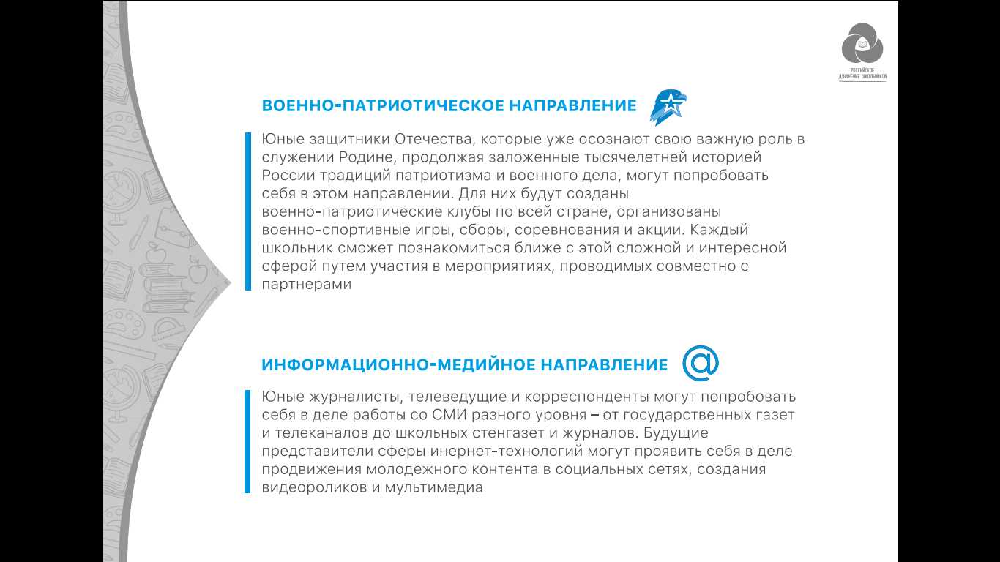 РОССИЙСКОЕ
ДВИЖЕНИЕ ШКОЛЬНИКОВ
ВОЕННО-ПАТРИОТИЧЕСКОЕ НАПРАВЛЕНИЕ
Юные защитники Отечества, которые уже осознают свою важную роль в
служении Родине, продолжая заложенные тысячелетней историей
России традиций патриотизма и военного дела, могут попробовать
себя в этом направлении. Для них будут созданы
военно-патриотические клубы по всей стране, организованы
военно-спортивные игры, сборы, соревнования и акции. Каждый
школьник сможет познакомиться ближе с этой сложной и интересной
сферой путем участия в мероприятиях, проводимых совместно с
партнерами
ИНФОРМАЦИОННО-МЕДИЙНОЕ НАПРАВЛЕНИЕ @
Юные журналисты, телеведущие и корреспонденты могут попробовать
себя в деле работы со СМИ разного уровня – от государственных газет
и телеканалов до школьных стенгазет и журналов. Будущие
представители сферы инернет-технологий могут проявить себя в деле
продвижения молодежного контента в социальных сетях, создания
видеороликов и мультимедиа